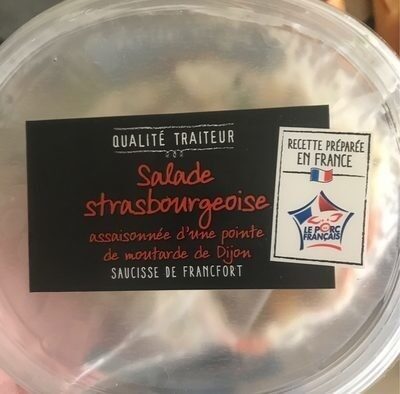 QUALITÉ TRAITEUR
Salade
strasbourgeoise
assaisonnée d'une pointe
de moutarde de Dijon
SAUCISSE DE FRANCFORT
RECETTE PRÉPARÉE
EN FRANCE
LE PORC
FRANÇAIS